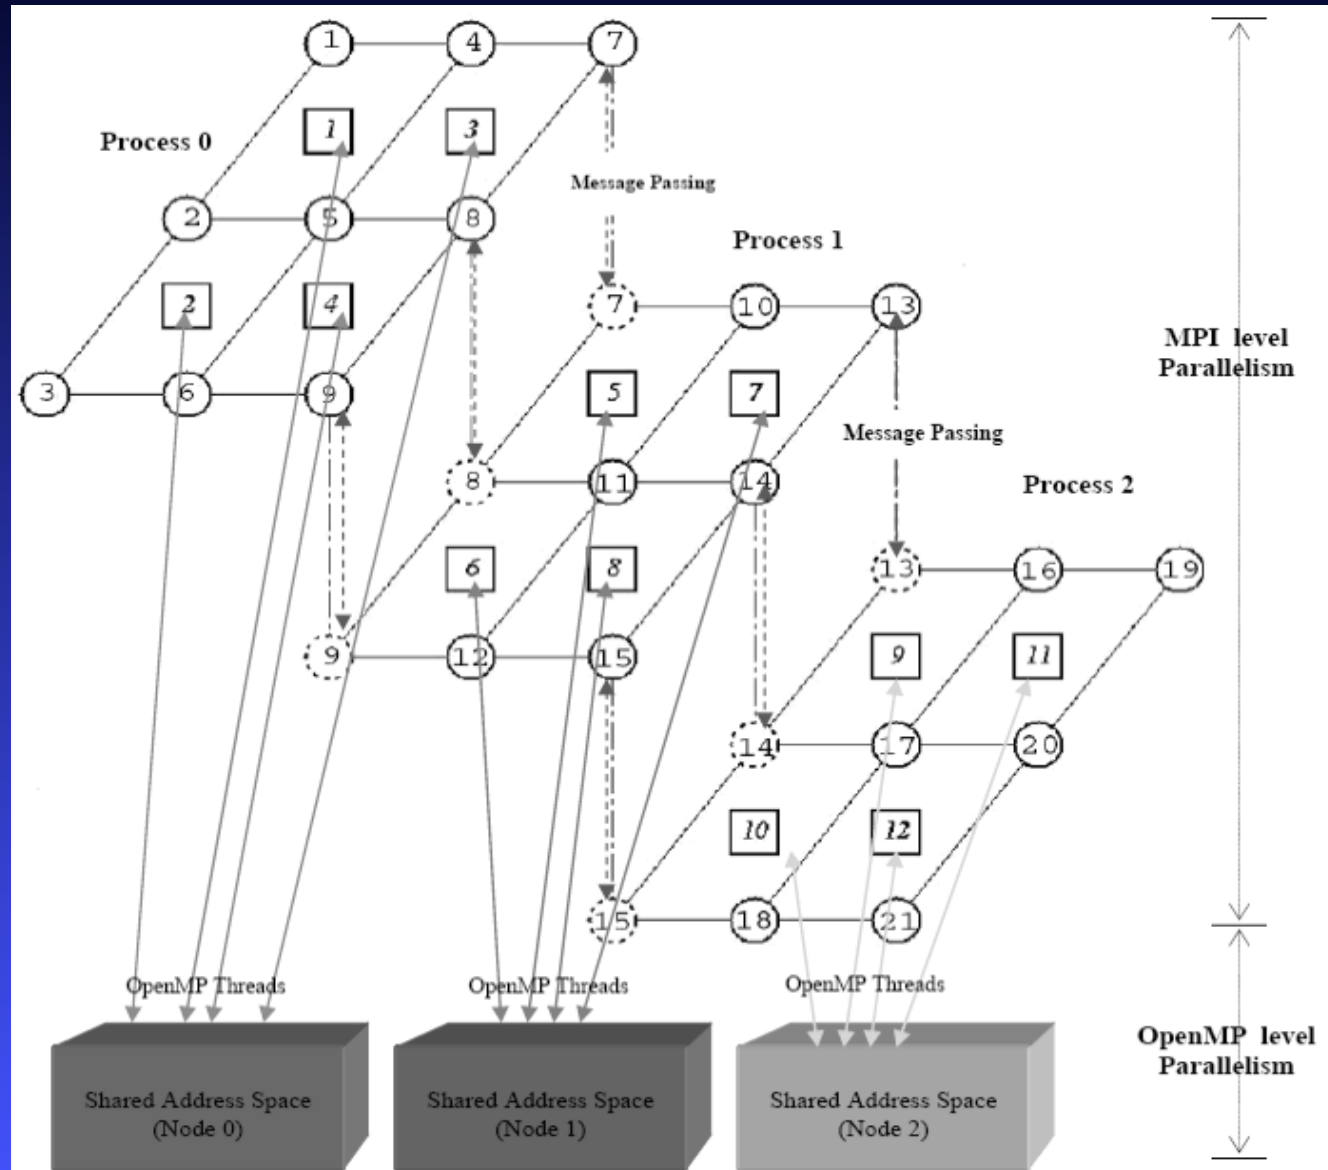 1 4 7
Process 0
1 3
Message Passing
2 5 8
Process 1
2 4
7 10 13
MPI level
Parallelism
3 6 9
5 7
Message Passing
8 11 14
Process 2
6 8
13 16 19
9 12 15
9 11
14 17 20
10 12
15 18 21
OpenMP Threads
OpenMP Threads
OpenMP Threads
OpenMP level
Parallelism
Shared Address Space
(Node 0)
Shared Address Space
(Node 1)
Shared Address Space
(Node 2)